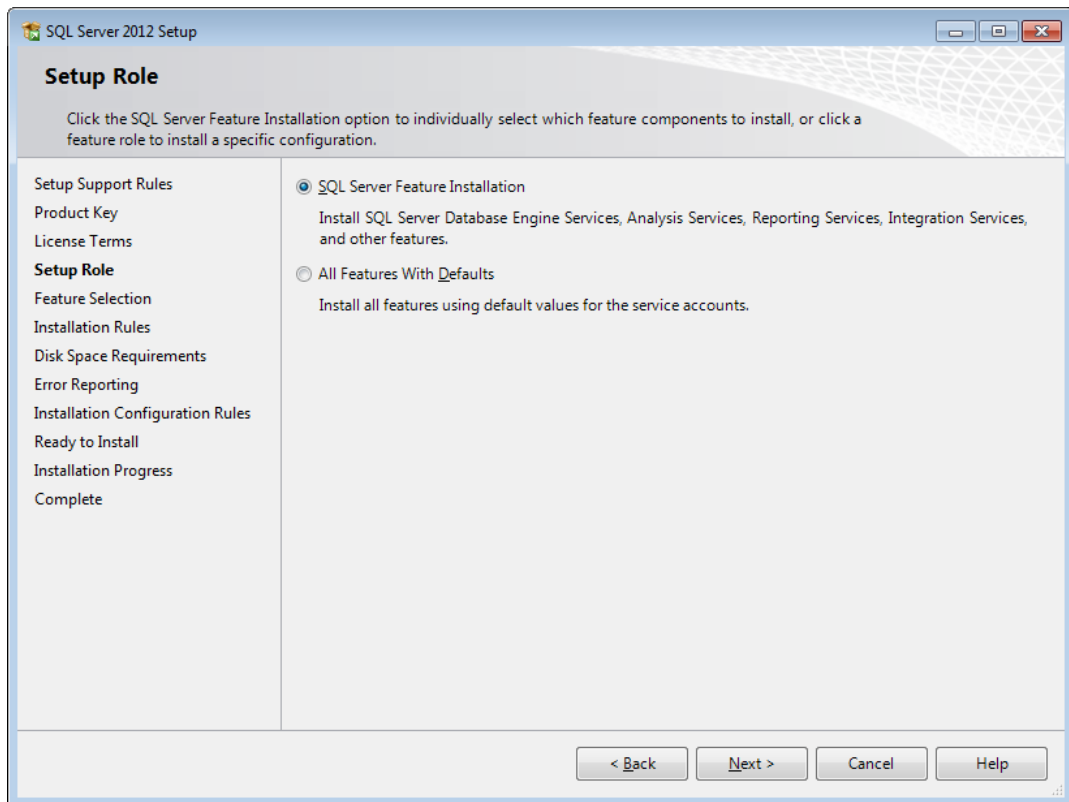 SQL Server 2012 Setup
Setup Role
Click the SQL Server Feature Installation option to individually select which feature components to install, or click a
feature role to install a specific configuration.
Setup Support Rules
Product Key
License Terms
Setup Role
Feature Selection
Installation Rules
Disk Space Requirements
Error Reporting
Installation Configuration Rules
Ready to Install
Installation Progress
Complete
SQL Server Feature Installation
Install SQL Server Database Engine Services, Analysis Services, Reporting Services, Integration Services,
and other features.
All Features With Defaults
Install all features using default values for the service accounts.
< Back
Next >
Cancel
Help